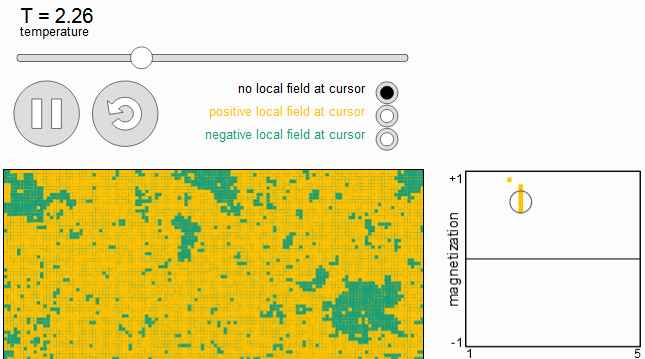 T = 2.26
temperature
no local field at cursor
positive local field at cursor
negative local field at cursor
+1
magnetization
-1
1
5